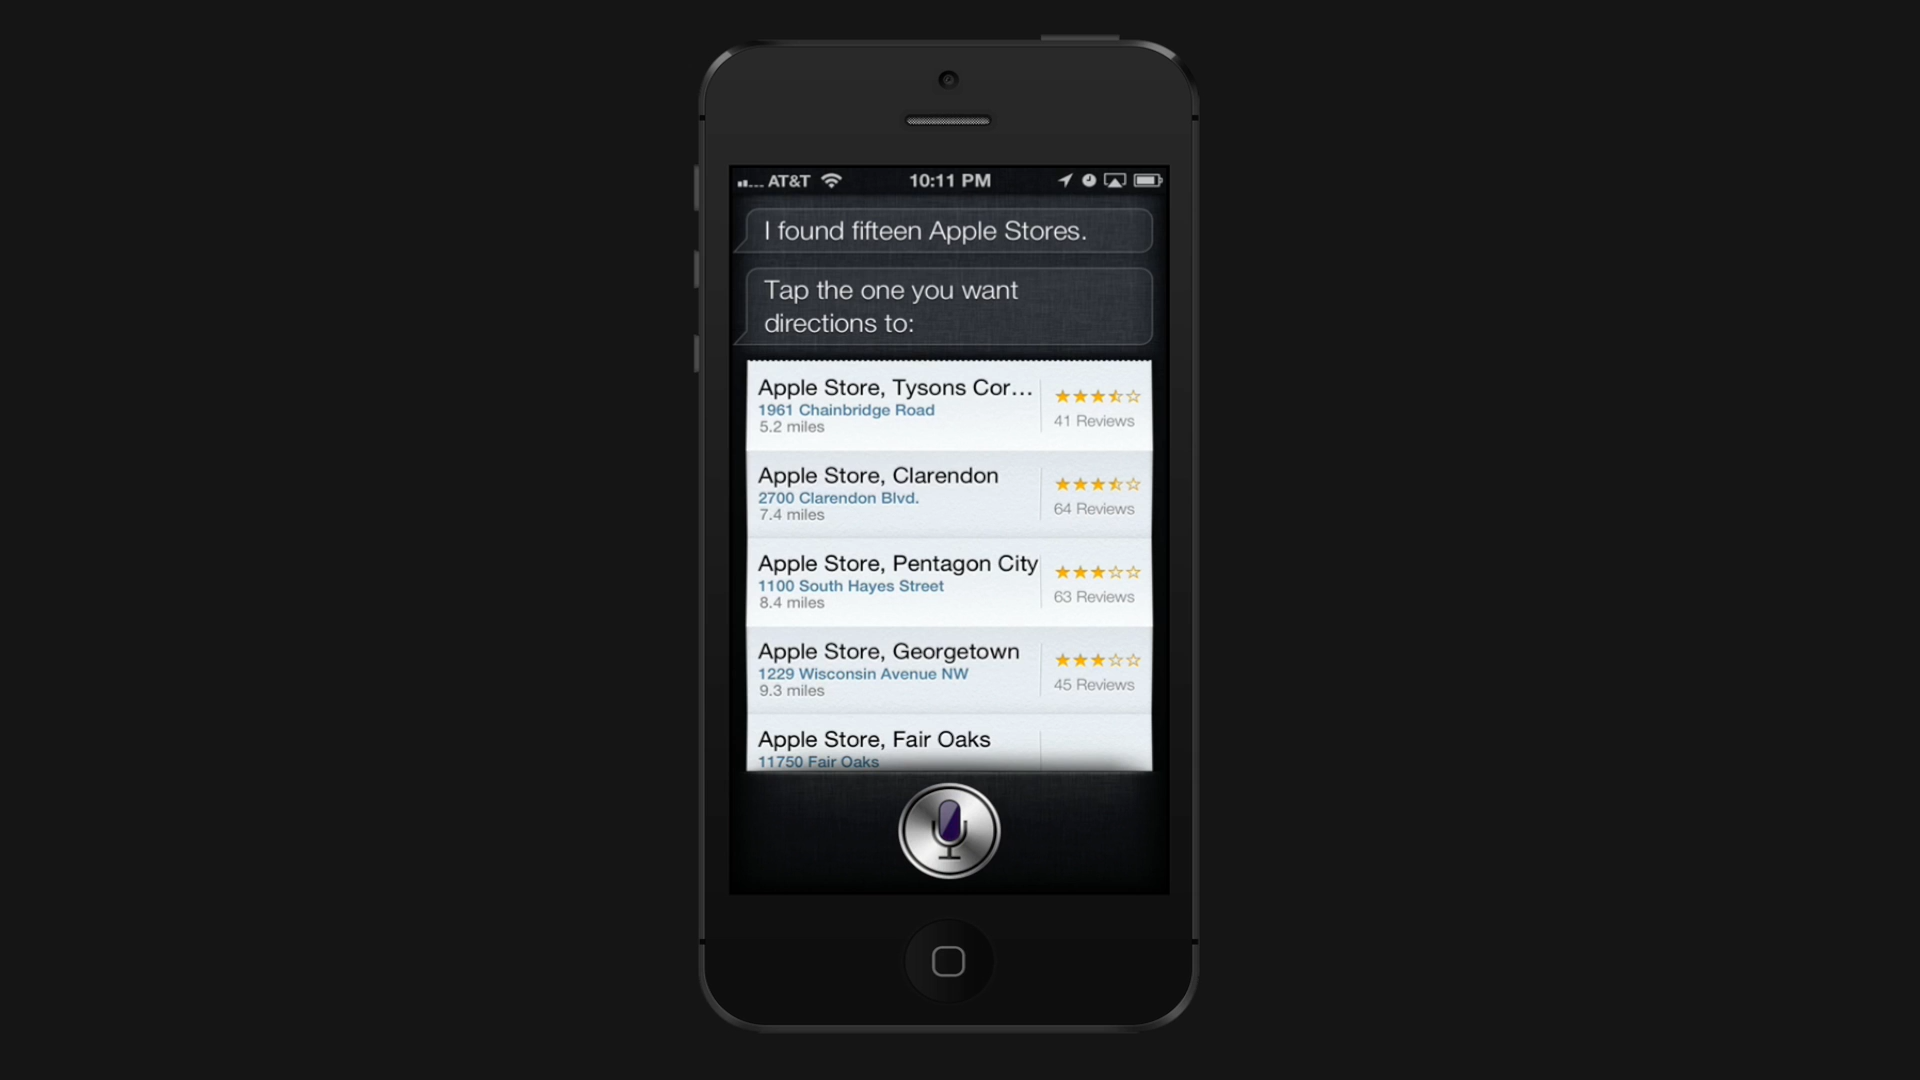 AT&T 10:11 PM
I found fifteen Apple Stores.
Tap the one you want
directions to:
Apple Store, Tysons Cor...
1961 Chainbridge Road
5.2 miles
41 Reviews
Apple Store, Clarendon
2700 Clarendon Blvd.
7.4 miles
64 Reviews
Apple Store, Pentagon City
1100 South Hayes Street
8.4 miles
63 Reviews
Apple Store, Georgetown
1229 Wisconsin Avenue NW
9.3 miles
45 Reviews
Apple Store, Fair Oaks
11750 Fair Oaks